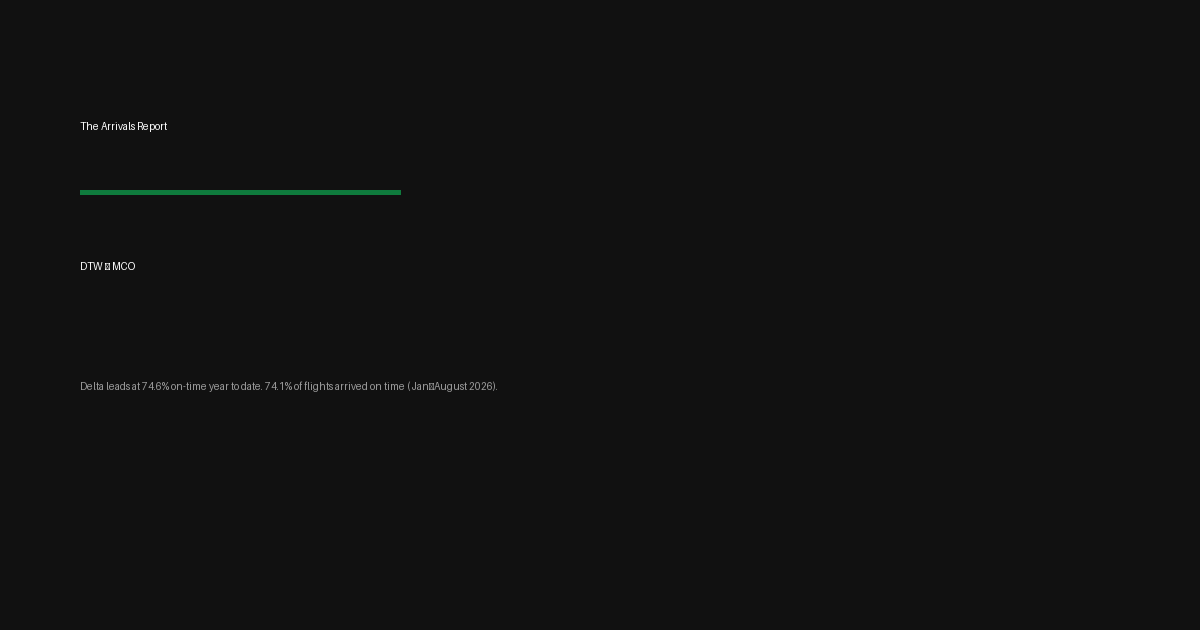 The Arrivals Report
DTW □ MCO
Delta leads at 74.6% on-time year to date. 74.1% of flights arrived on time (Jan□August 2026).